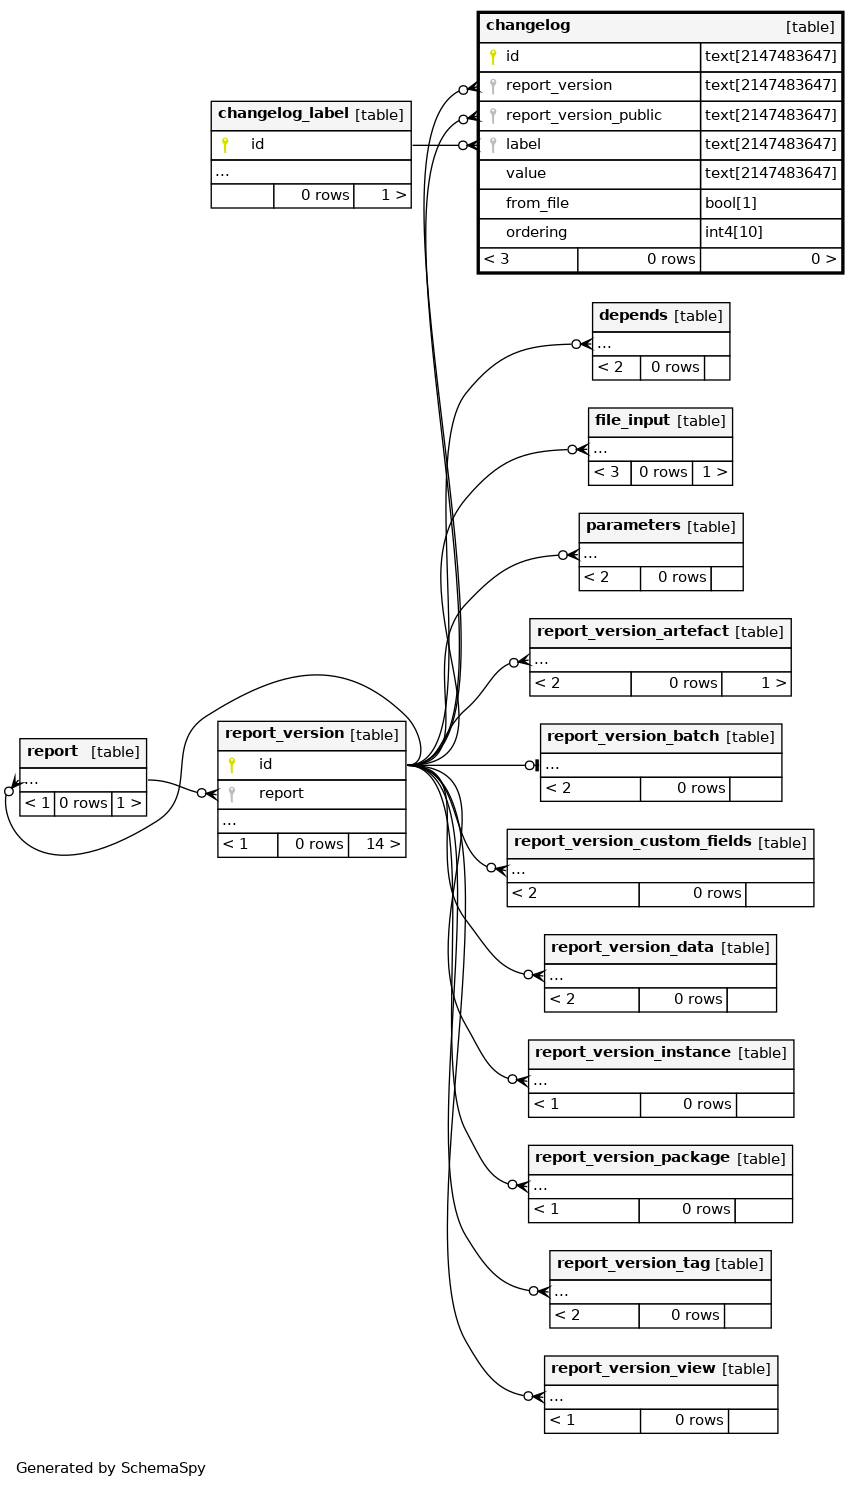 changelog [table]
id text[2147483647]
report_version text[2147483647]
report_version_public text[2147483647]
label text[2147483647]
value text[2147483647]
from_file bool[1]
ordering int4[10]
< 3 0 rows 0 >
changelog_label [table]
id
...
0 rows 1 >
depends [table]
...
< 2 0 rows
file_input [table]
...
< 3 0 rows 1 >
parameters [table]
...
< 2 0 rows
report_version_artefact [table]
...
< 2 0 rows 1 >
report [table]
...
< 1 0 rows 1 >
report_version [table]
id
report
...
< 1 0 rows 14 >
report_version_batch [table]
...
< 2 0 rows
report_version_custom_fields [table]
...
< 2 0 rows
report_version_data [table]
...
< 2 0 rows
report_version_instance [table]
...
< 1 0 rows
report_version_package [table]
...
< 1 0 rows
report_version_tag [table]
...
< 2 0 rows
report_version_view [table]
...
< 1 0 rows
Generated by SchemaSpy